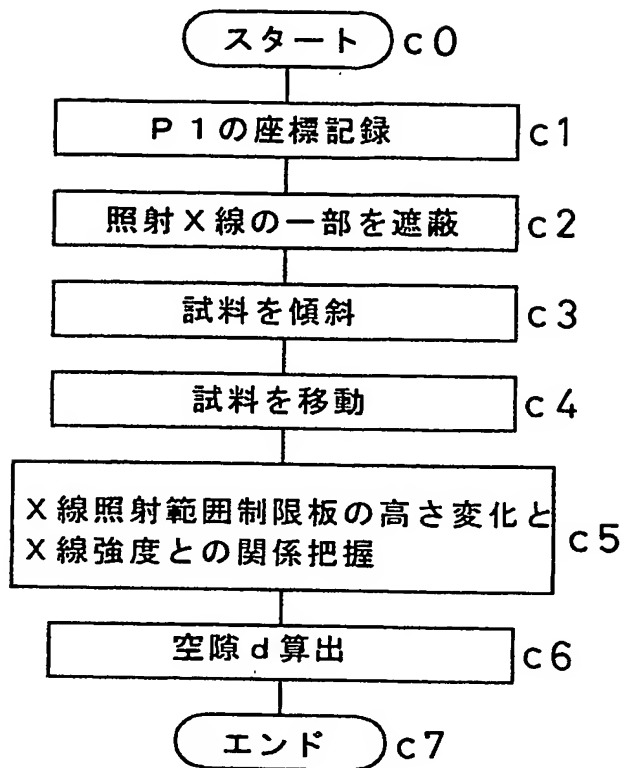 スタート c0
P1の座標記録 c1
照射X線の一部を遮蔽 c2
試料を傾斜 c3
試料を移動 c4
X線照射範囲制限板の高さ変化と
X線強度との関係把握 c5
空隙d算出 c6
エンド c7